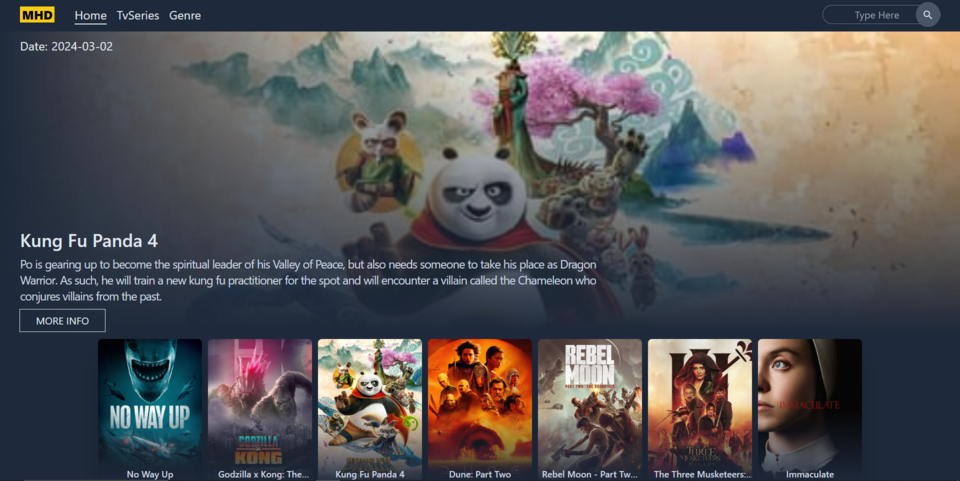 MHD Home TvSeries Genre Type Here
Date: 2024-03-02
Kung Fu Panda 4
Po is gearing up to become the spiritual leader of his Valley of Peace, but also needs someone to take his place as Dragon
Warrior. As such, he will train a new kung fu practitioner for the spot and will encounter a villain called the Chameleon who
conjures villains from the past.
MORE INFO
NO WAY UP
GODZILLA
KONG
REBEL
MOON
PART TWO: THE SCARGIVER
THREE
IMMACULATE
No Way Up Godzilla x Kong: The... Kung Fu Panda 4 Dune: Part Two Rebel Moon - Part Tw... The Three Musketeers:... Immaculate